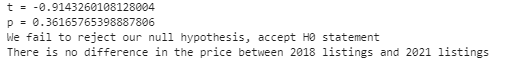 t = -0.9143260108128004
p = 0.36165765398887806
We fail to reject our null hypothesis, accept H0 statement
There is no difference in the price between 2018 listings and 2021 listings